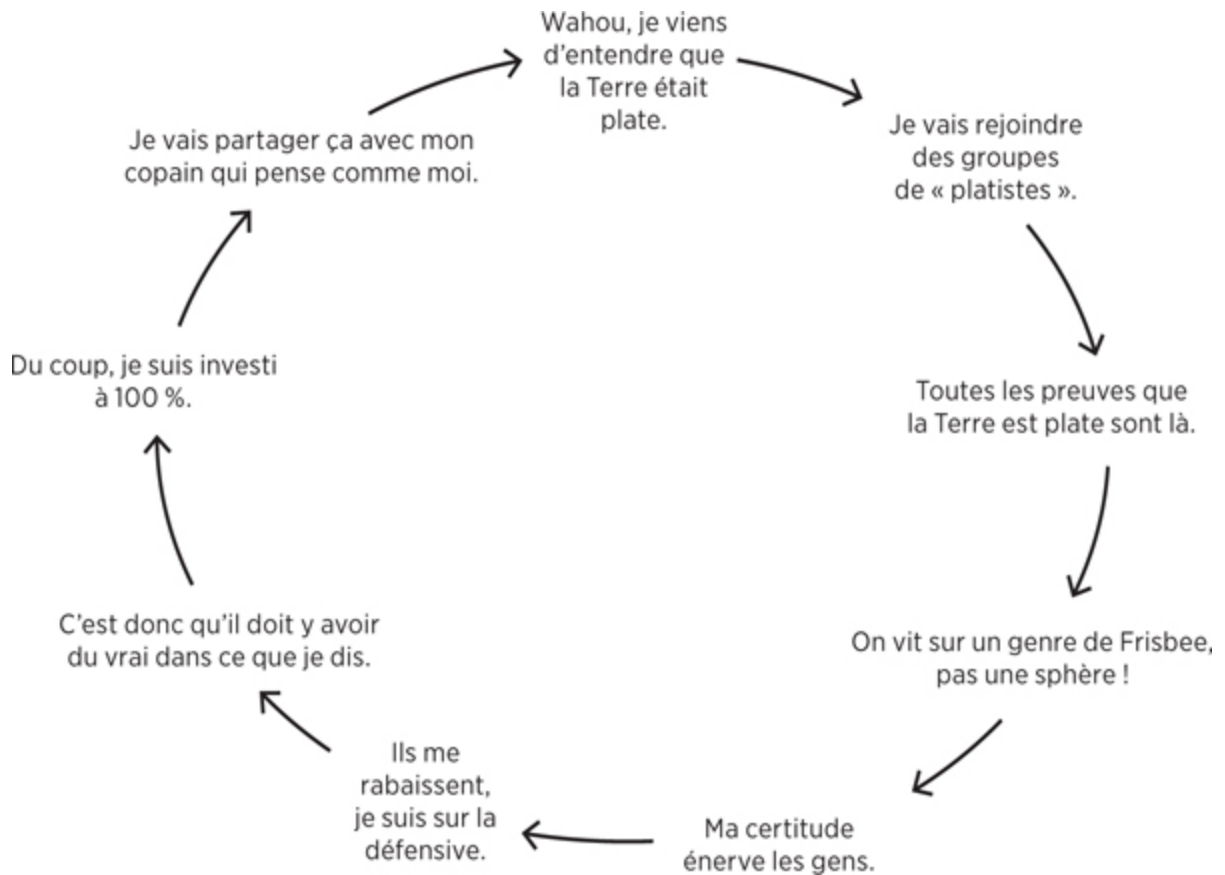 Wahou, je viens
d’entendre que
la Terre était
plate.
Je vais rejoindre
des groupes
de « platistes ».
Toutes les preuves que
la Terre est plate sont là.
On vit sur un genre de Frisbee,
pas une sphère !
Ma certitude
énerve les gens.
Ils me
rabaissent,
je suis sur la
défensive.
C’est donc qu’il doit y avoir
du vrai dans ce que je dis.
Du coup, je suis investi
à 100 %.
Je vais partager ça avec mon
copain qui pense comme moi.